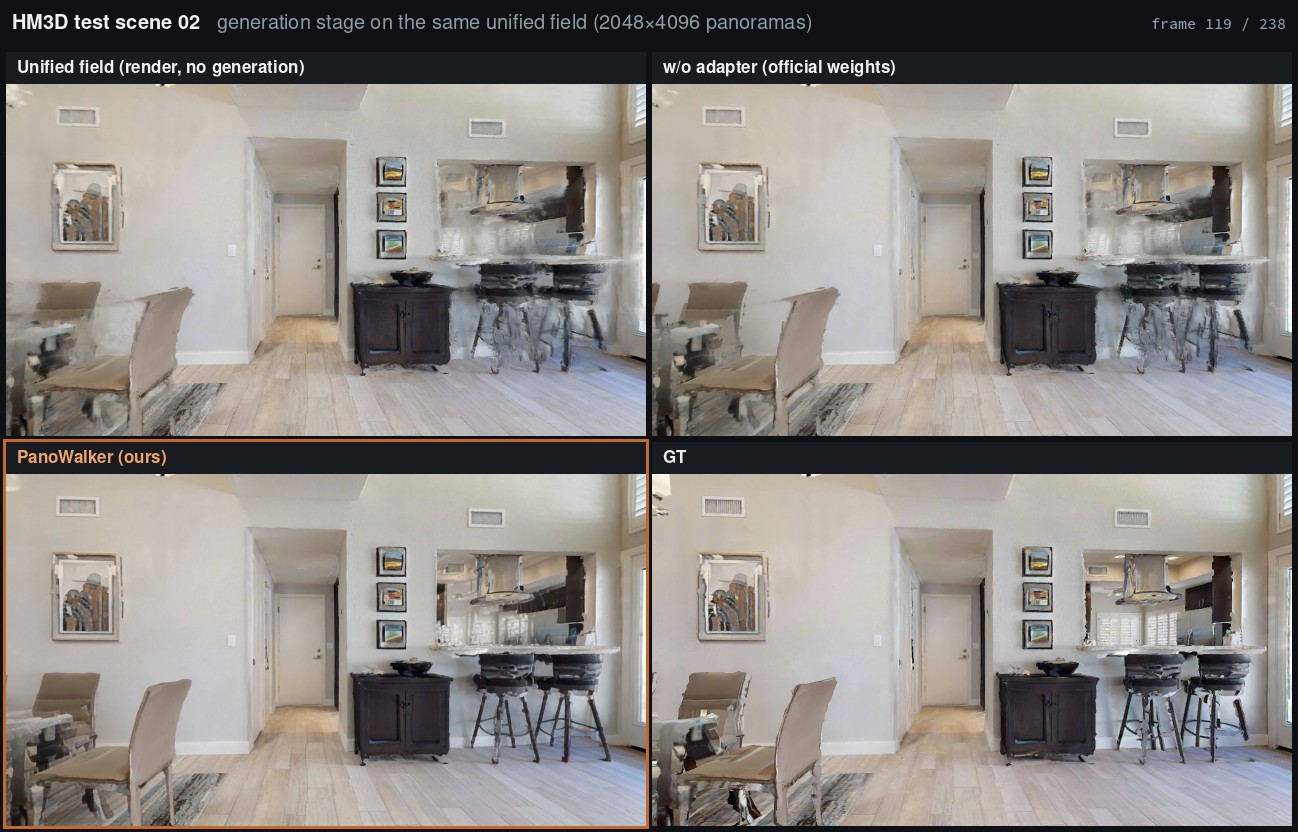 HM3D test scene 02 generation stage on the same unified field (2048×4096 panoramas) frame 119 / 238
Unified field (render, no generation)
w/o adapter (official weights)
PanoWalker (ours)
GT